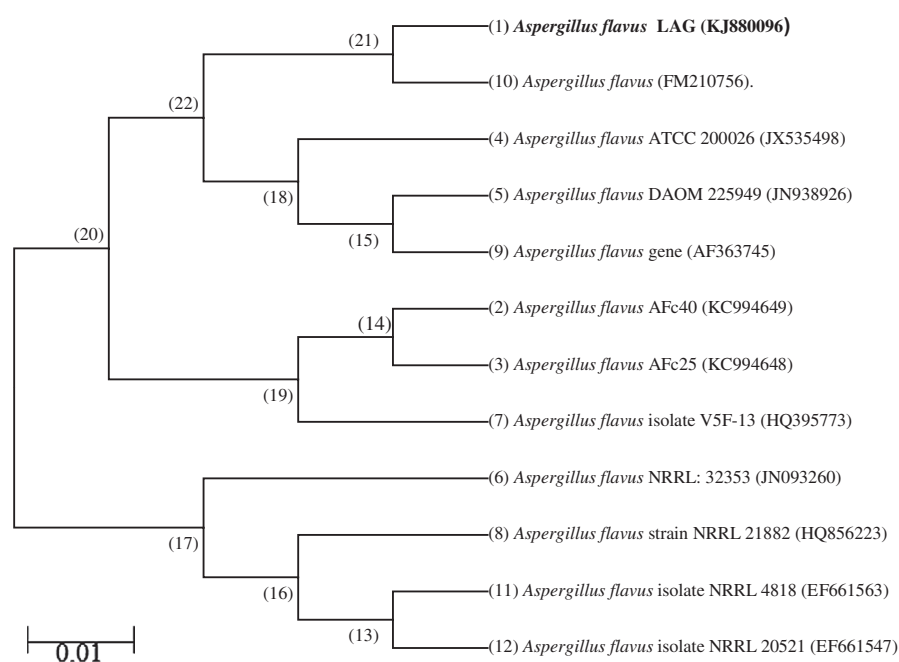 (1) Aspergillus flavus LAG (KJ880096)
(21)
(10) Aspergillus flavus (FM210756).
(22)
(4) Aspergillus flavus ATCC 200026 (JX535498)
(18)
(5) Aspergillus flavus DAOM 225949 (JN938926)
(20)
(15)
(9) Aspergillus flavus gene (AF363745)
(2) Aspergillus flavus AFc40 (KC994649)
(14)
(3) Aspergillus flavus AFc25 (KC994648)
(19)
(7) Aspergillus flavus isolate V5F-13 (HQ395773)
(6) Aspergillus flavus NRRL: 32353 (JN093260)
(17)
(8) Aspergillus flavus strain NRRL 21882 (HQ856223)
(16)
(11) Aspergillus flavus isolate NRRL 4818 (EF661563)
(13)
(12) Aspergillus flavus isolate NRRL 20521 (EF661547)
0.01